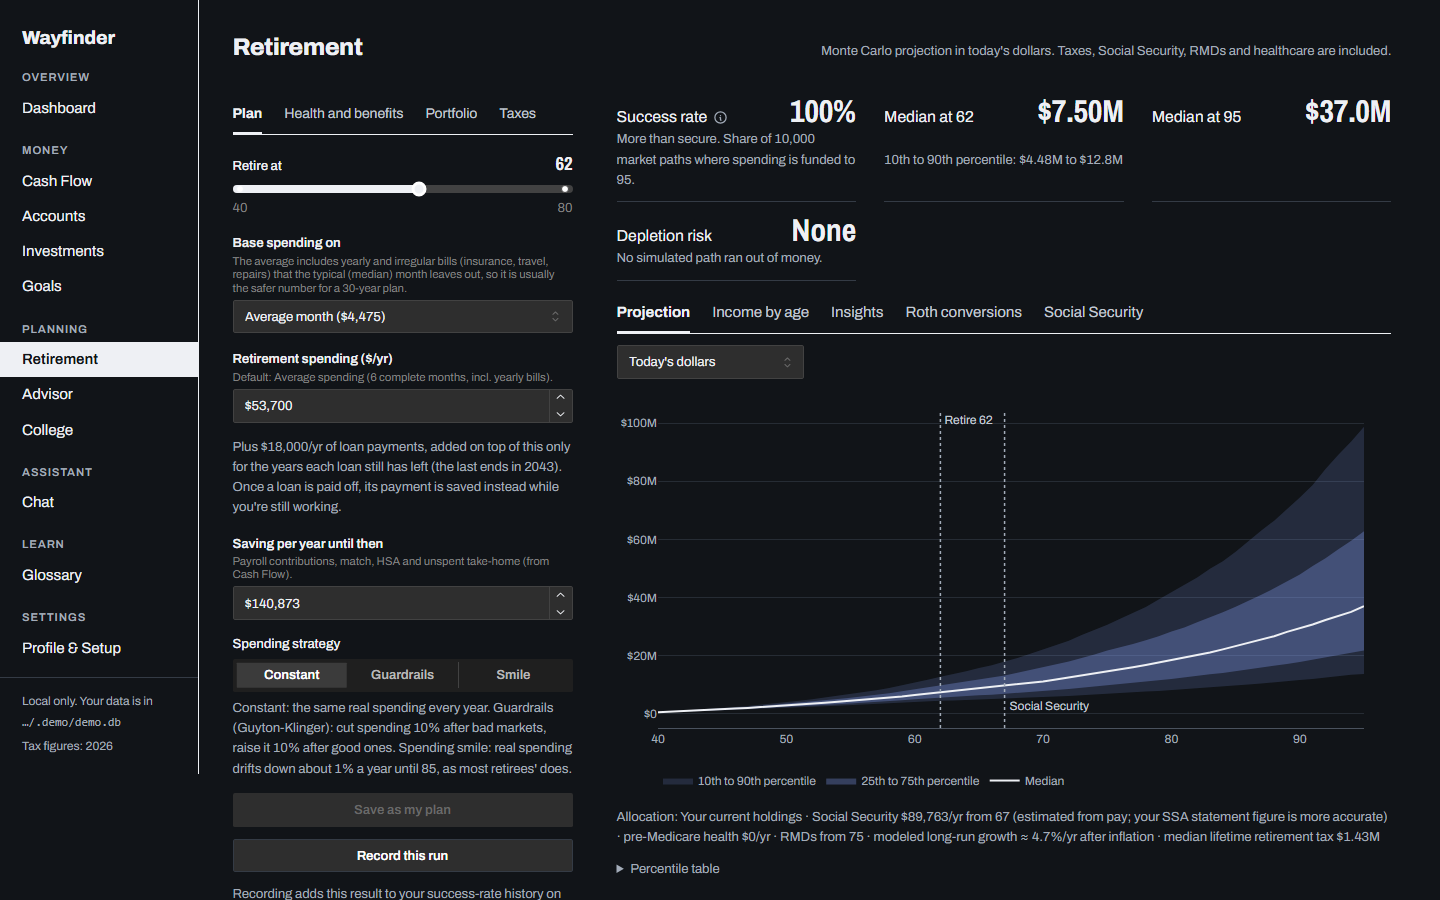 Wayfinder
OVERVIEW
Dashboard
MONEY
Cash Flow
Accounts
Investments
Goals
PLANNING
Retirement
Advisor
College
ASSISTANT
Chat
LEARN
Glossary
SETTINGS
Profile & Setup
Local only. Your data is in
…/.demo/demo.db
Tax figures: 2026
Retirement
Monte Carlo projection in today's dollars. Taxes, Social Security, RMDs and healthcare are included.
Plan Health and benefits Portfolio Taxes
Retire at 62
40 80
Base spending on
The average includes yearly and irregular bills (insurance, travel,
repairs) that the typical (median) month leaves out, so it is usually
the safer number for a 30-year plan.
Average month ($4,475)
Retirement spending ($/yr)
Default: Average spending (6 complete months, incl. yearly bills).
$53,700
Plus $18,000/yr of loan payments, added on top of this only
for the years each loan still has left (the last ends in 2043).
Once a loan is paid off, its payment is saved instead while
you're still working.
Saving per year until then
Payroll contributions, match, HSA and unspent take-home (from
Cash Flow).
$140,873
Spending strategy
Constant Guardrails Smile
Constant: the same real spending every year. Guardrails
(Guyton-Klinger): cut spending 10% after bad markets,
raise it 10% after good ones. Spending smile: real spending
drifts down about 1% a year until 85, as most retirees' does.
Save as my plan
Record this run
Recording adds this result to your success-rate history on
Success rate 100%
More than secure. Share of 10,000
market paths where spending is funded to
95.
Median at 62 $7.50M
10th to 90th percentile: $4.48M to $12.8M
Median at 95 $37.0M
Depletion risk None
No simulated path ran out of money.
Projection Income by age Insights Roth conversions Social Security
Today's dollars
$100M
$80M
$60M
$40M
$20M
$0
Retire 62
Social Security
40 50 60 70 80 90
10th to 90th percentile 25th to 75th percentile Median
Allocation: Your current holdings · Social Security $89,763/yr from 67 (estimated from pay; your SSA statement figure is more accurate)
· pre-Medicare health $0/yr · RMDs from 75 · modeled long-run growth ≈ 4.7%/yr after inflation · median lifetime retirement tax $1.43M
Percentile table